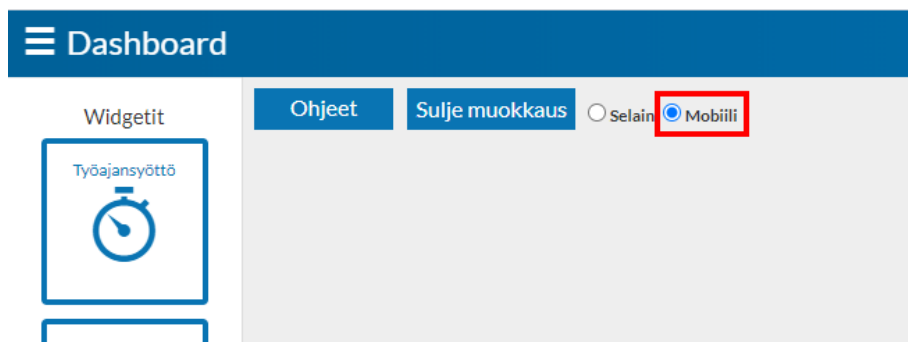 Dashboard
Widgetit
Ohjeet
Sulje muokkaus
Selain
Mobiili
Työajansyöttö